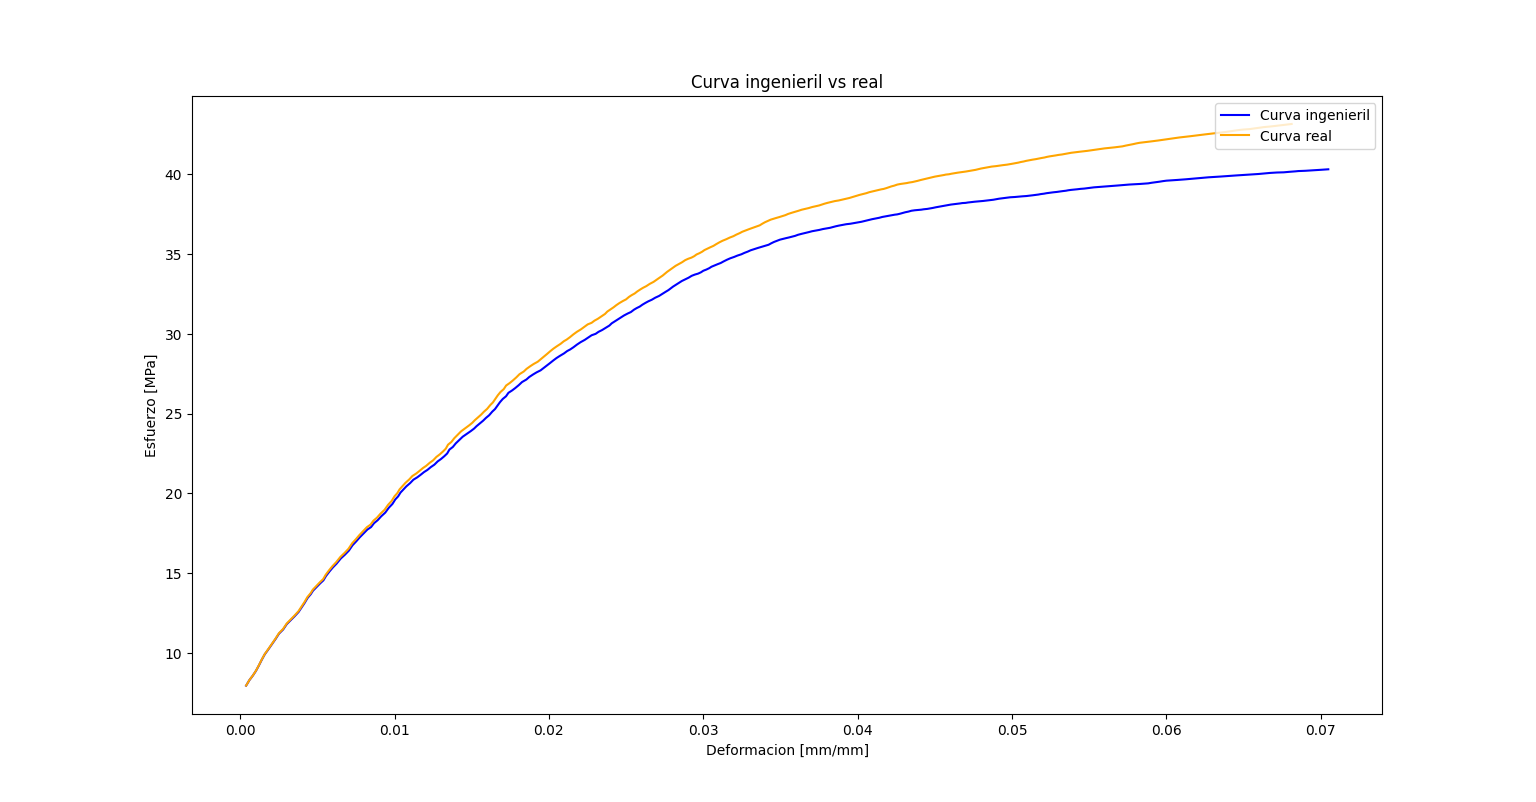 Curva ingenieril vs real
Curva ingenieril
Curva real
Esfuerzo [MPa]
40
35
30
25
20
15
10
0.00 0.01 0.02 0.03 0.04 0.05 0.06 0.07
Deformacion [mm/mm]